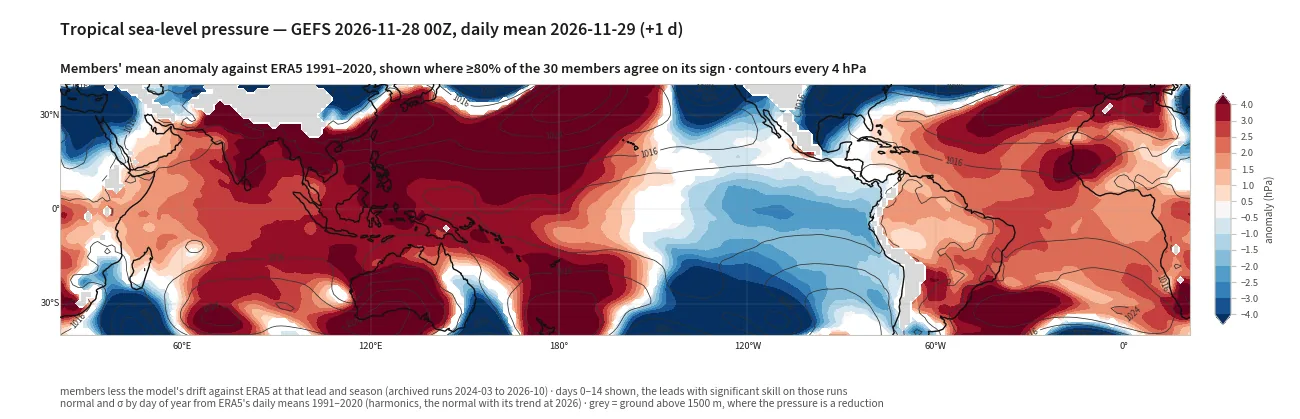 Tropical sea-level pressure — GEFS 2026-11-28 00Z, daily mean 2026-11-29 (+1 d)
Members' mean anomaly against ERA5 1991–2020, shown where ≥80% of the 30 members agree on its sign · contours every 4 hPa
30°N
0°
30°S
60°E
120°E
180°
120°W
60°W
0°
1016
1016
1016
1016
1016
1016
1024
4.0
3.0
2.5
2.0
1.5
1.0
0.5
−0.5
−1.0
−1.5
−2.0
−2.5
−3.0
−4.0
anomaly (hPa)
members less the model's drift against ERA5 at that lead and season (archived runs 2024-03 to 2026-10) · days 0–14 shown, the leads with significant skill on those runs
normal and σ by day of year from ERA5's daily means 1991–2020 (harmonics, the normal with its trend at 2026) · grey = ground above 1500 m, where the pressure is a reduction